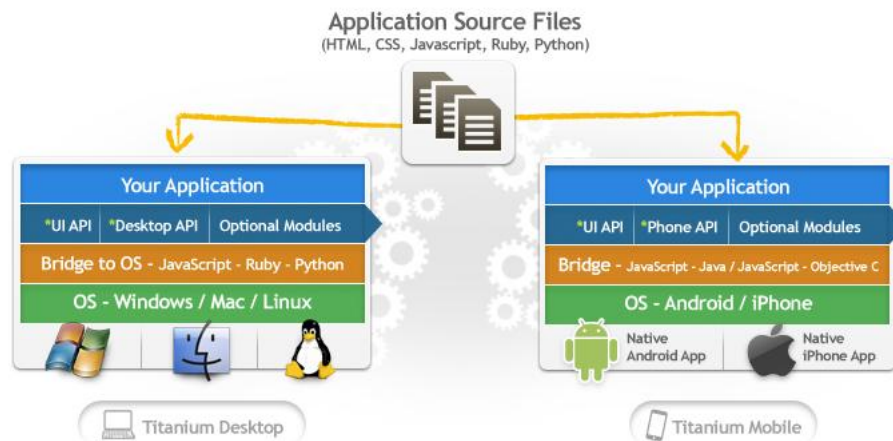 Application Source Files
(HTML, CSS, Javascript, Ruby, Python)
Your Application
*UI API *Desktop API Optional Modules
Bridge to OS - JavaScript - Ruby - Python
OS - Windows / Mac / Linux
Titanium Desktop
Your Application
*UI API *Phone API Optional Modules
Bridge - JavaScript - Java / JavaScript - Objective C
OS - Android / iPhone
Native
Android App
Native
iPhone App
Titanium Mobile